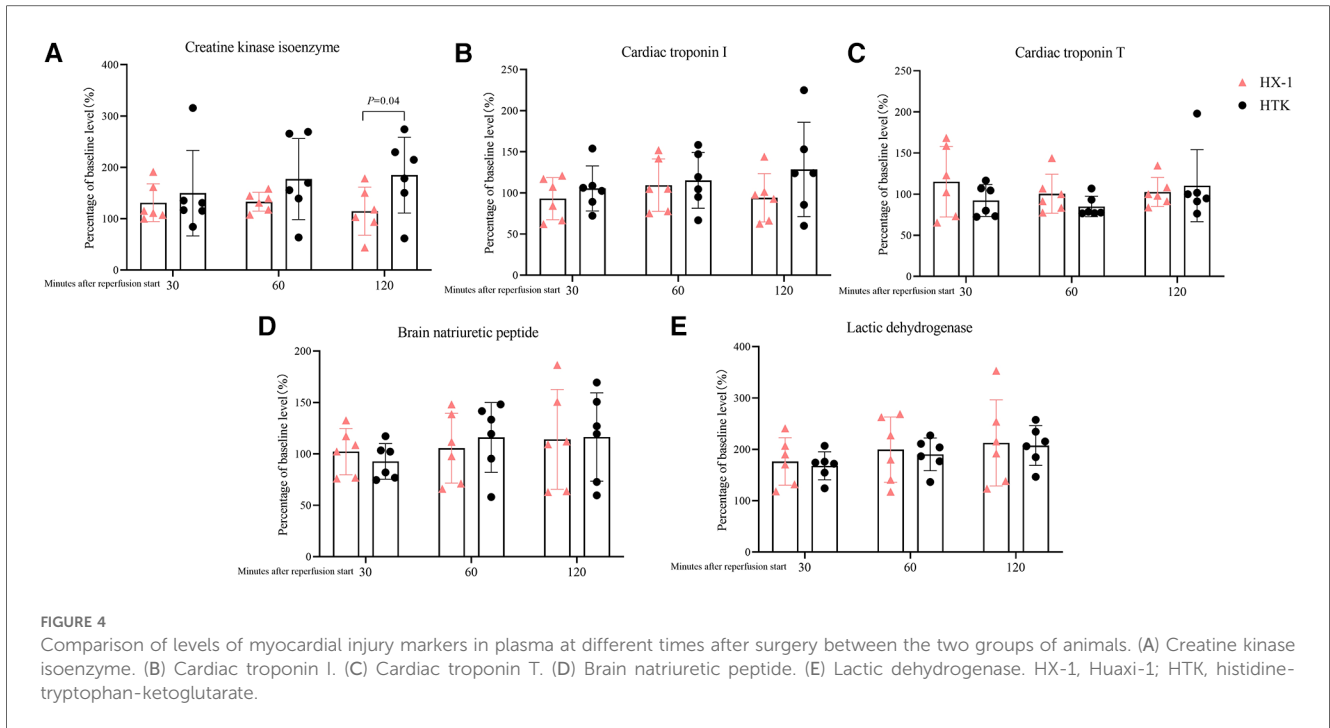 A
Creatine kinase isoenzyme
Percentage of baseline level(%)
400
300
200
100
0
P=0.04
Minutes after reperfusion start
30
60
120
B
Cardiac troponin I
Percentage of baseline level(%)
250
200
150
100
50
0
Minutes after reperfusion start
30
60
120
C
Cardiac troponin T
Percentage of baseline level(%)
250
200
150
100
50
0
Minutes after reperfusion start
30
60
120
HX-1
HTK
D
Brain natriuretic peptide
Percentage of baseline level(%)
200
150
100
50
0
Minutes after reperfusion start
30
60
120
E
Lactic dehydrogenase
Percentage of baseline level(%)
400
300
200
100
0
Minutes after reperfusion start
30
60
120
FIGURE 4
Comparison of levels of myocardial injury markers in plasma at different times after surgery between the two groups of animals. (A) Creatine kinase
isoenzyme. (B) Cardiac troponin I. (C) Cardiac troponin T. (D) Brain natriuretic peptide. (E) Lactic dehydrogenase. HX-1, Huaxi-1; HTK, histidine-
tryptophan-ketoglutarate.